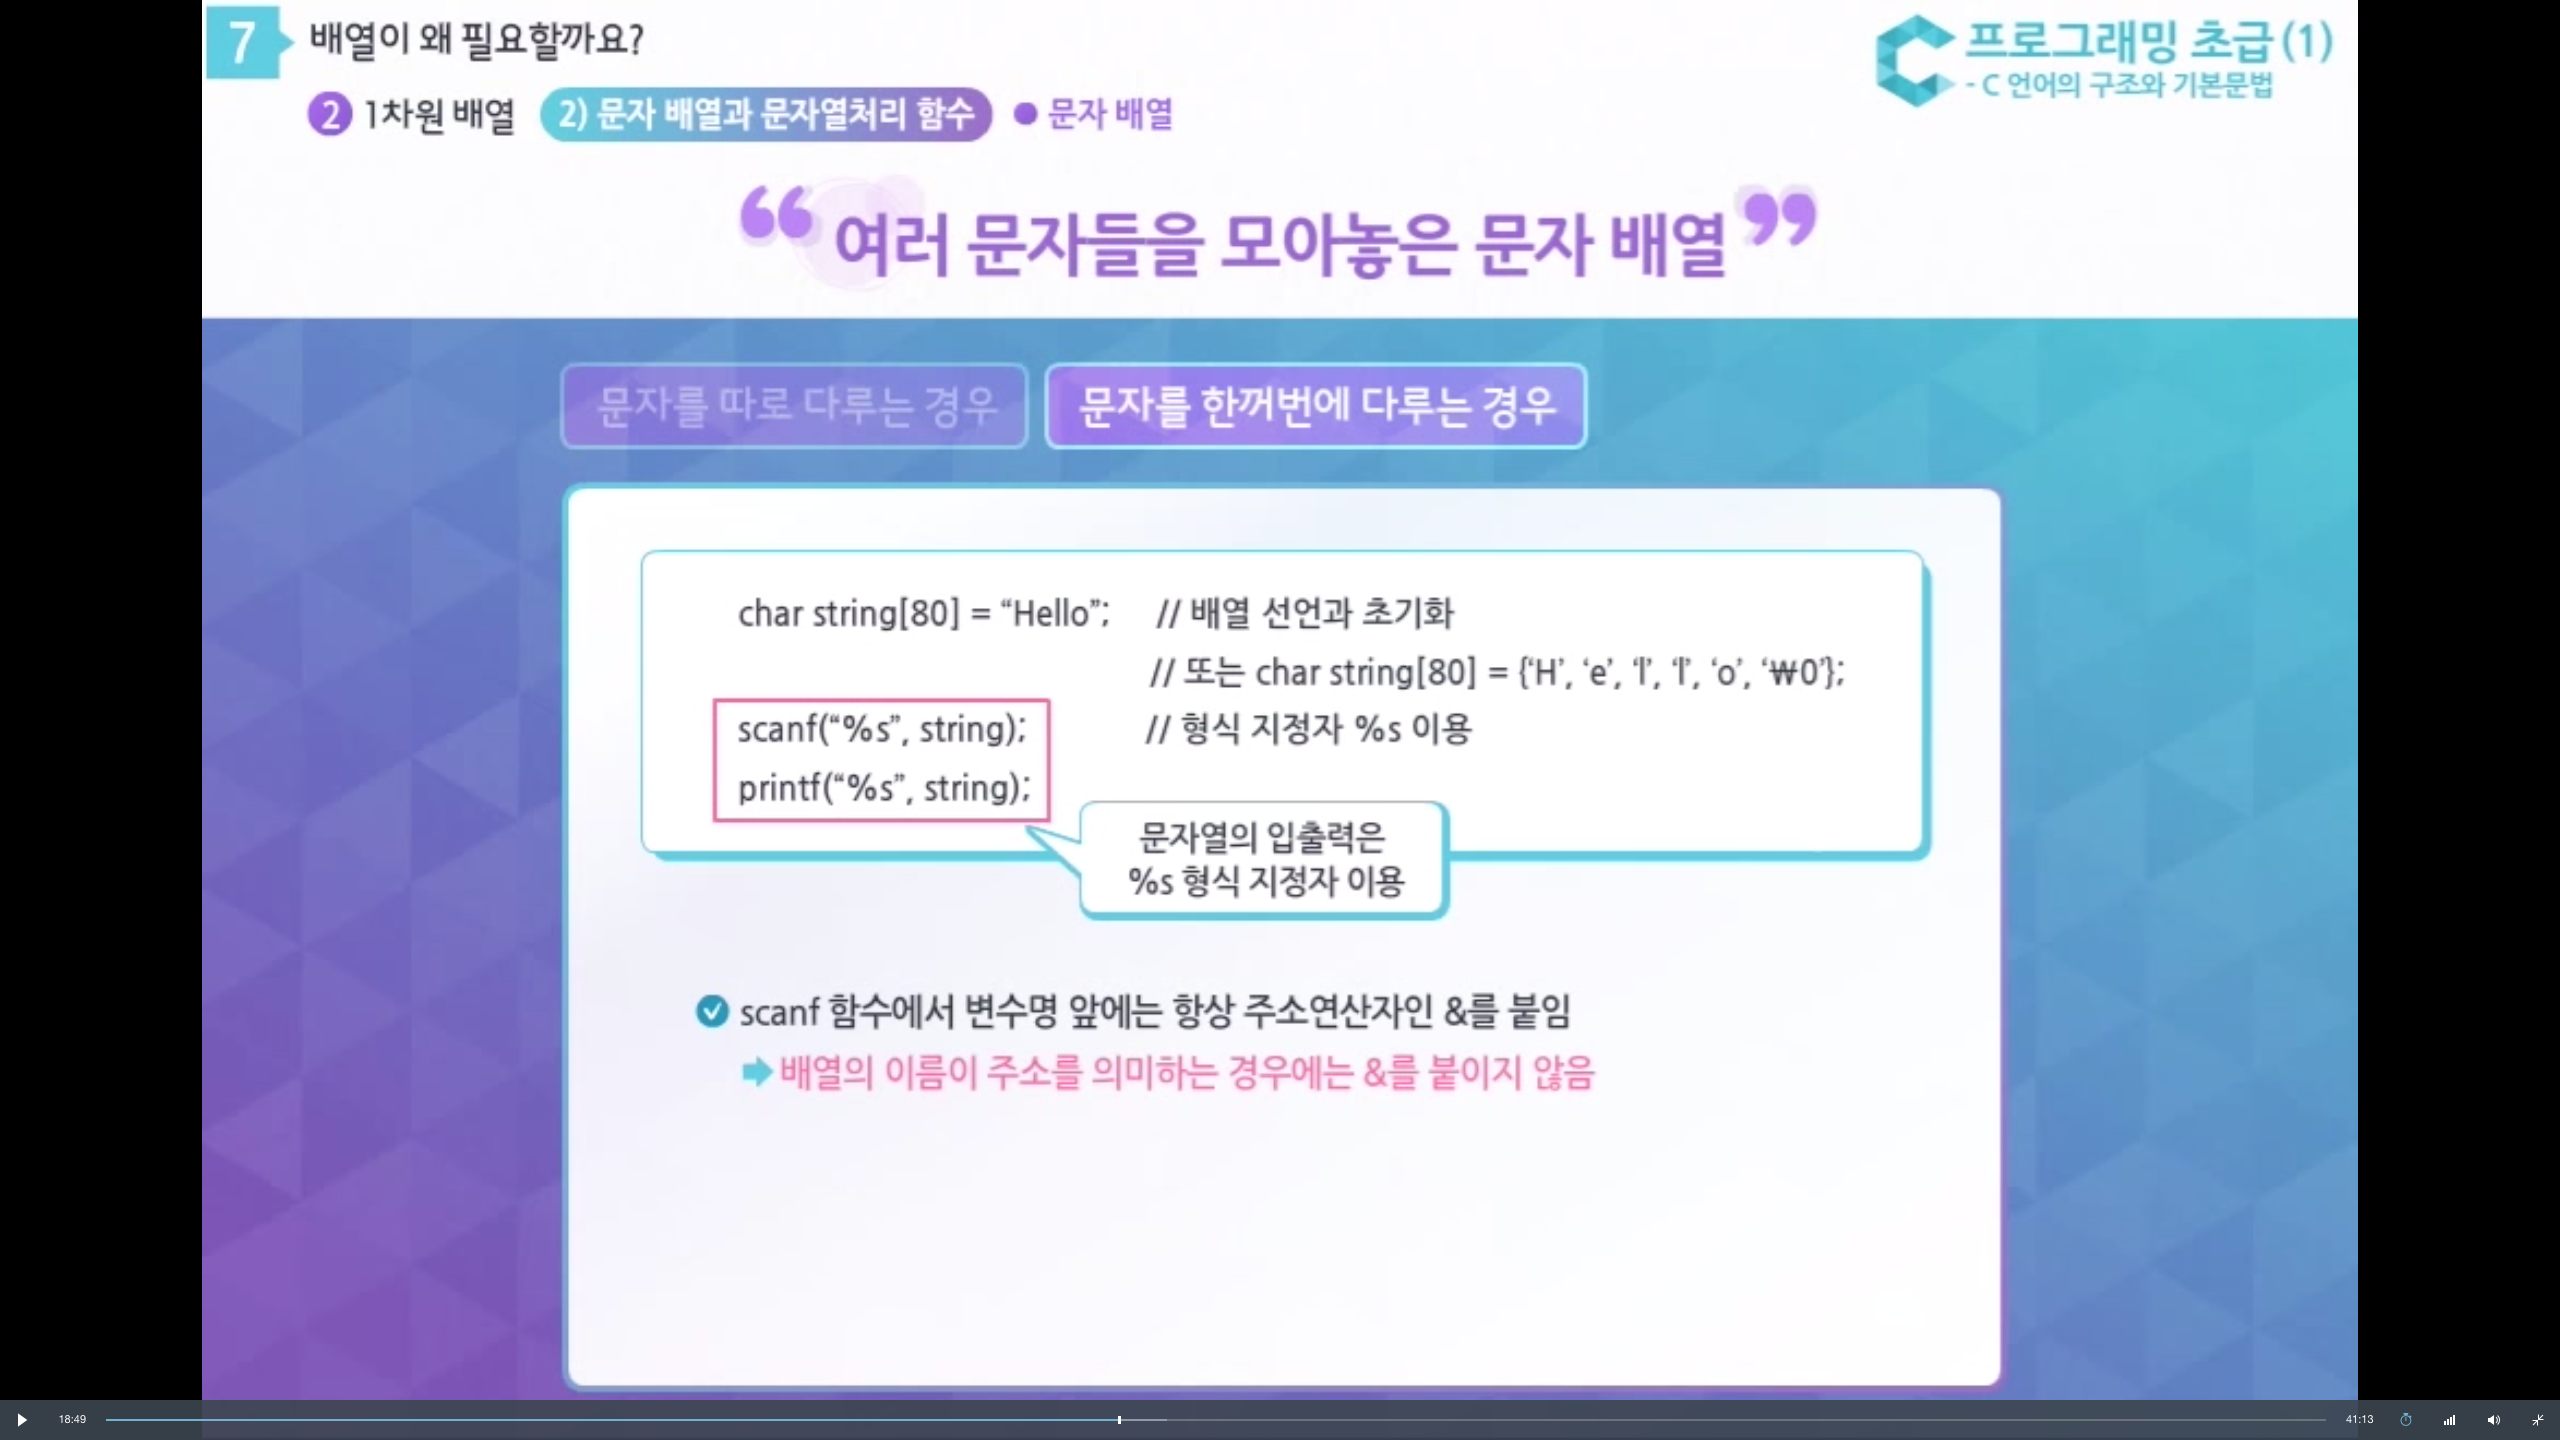 7 배열이 왜 필요할까요?
프로그래밍 초급(1)
- C 언어의 구조와 기본문법
2 1차원 배열 2) 문자 배열과 문자열처리 함수 ● 문자 배열
“ 여러 문자들을 모아놓은 문자 배열 ”
문자를 따로 다루는 경우 문자를 한꺼번에 다루는 경우
char string[80] = “Hello”; // 배열 선언과 초기화
// 또는 char string[80] = {‘H’, ‘e’, ‘l’, ‘l’, ‘o’, ‘₩0’};
scanf(“%s”, string); // 형식 지정자 %s 이용
printf(“%s”, string);
문자열의 입출력은
%s 형식 지정자 이용
scanf 함수에서 변수명 앞에는 항상 주소연산자인 &를 붙임
배열의 이름이 주소를 의미하는 경우에는 &를 붙이지 않음
18:49 41:13